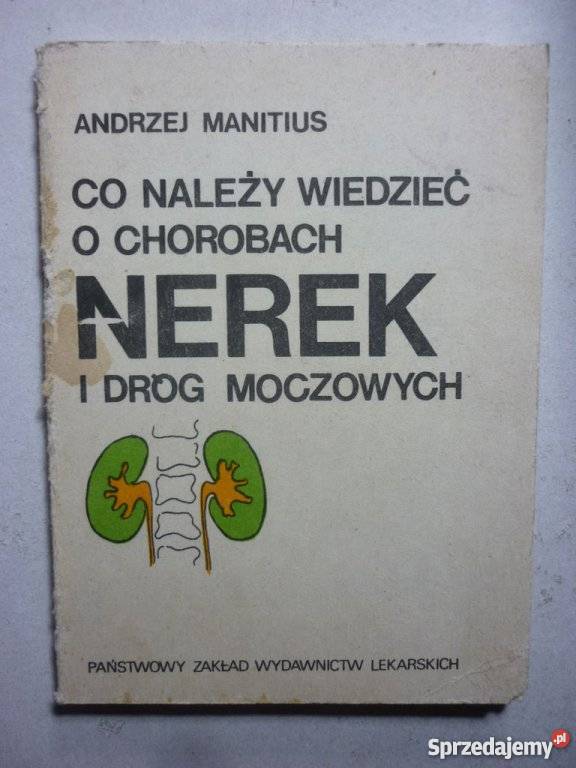 ANDRZEJ MANITIUS
CO NALEŻY WIEDZIEĆ
O CHOROBACH
NEREK
I DRÓG MOCZOWYCH
PAŃSTWOWY ZAKŁAD WYDAWNICTW LEKARSKICH
Sprzedajemy.pl